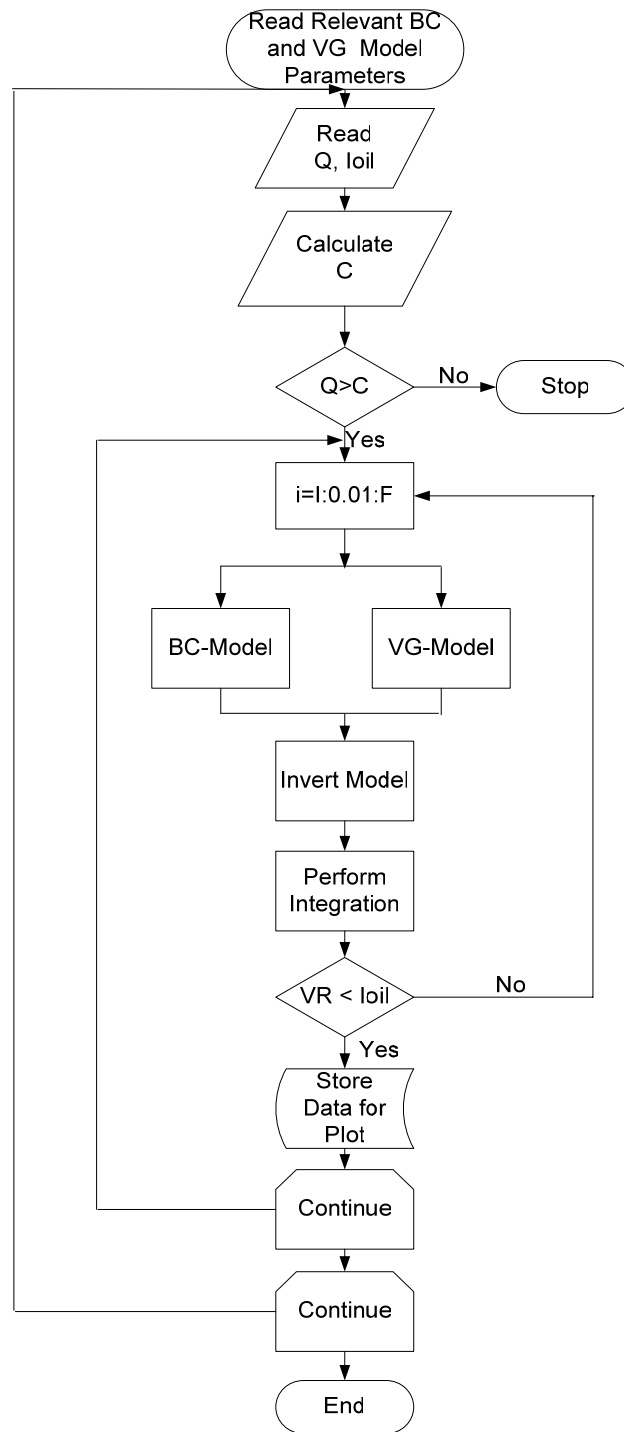 Read Relevant BC
and VG Model
Parameters
Read
Q, Ioil
Calculate
C
Q>C
No
Stop
Yes
i=I:0.01:F
BC-Model
VG-Model
Invert Model
Perform
Integration
VR < Ioil
No
Yes
Store
Data for
Plot
Continue
Continue
End